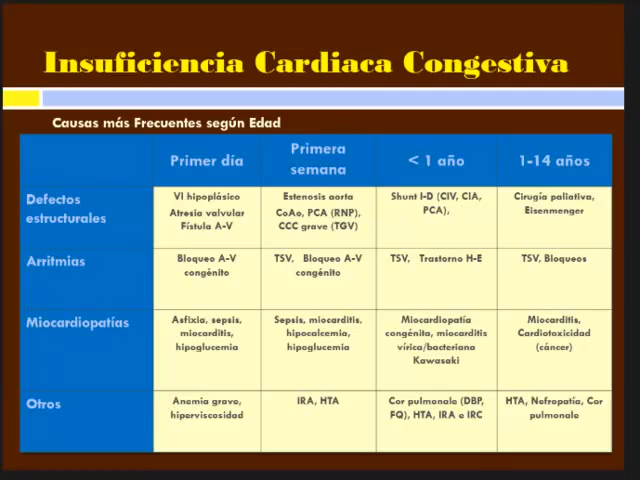 Insuficiencia Cardiaca Congestiva
Causas más Frecuentes según Edad
Primer día
Primera
semana
< 1 año
1-14 años
Defectos
estructurales
VI hipoplásico
Atresia valvular
Fístula A-V
Estenosis aorta
CoAo, PCA (RNP),
CCC grave (TGV)
Shunt I-D (CIV, CIA,
PCA),
Cirugía paliativa,
Eisenmenger
Arritmias
Bloqueo A-V
congénito
TSV, Bloqueo A-V
congénito
TSV, Trastorno H-E
TSV, Bloqueos
Miocardiopatías
Asfixia, sepsis,
miocarditis,
hipoglucemia
Sepsis, miocarditis,
hipocalcemia,
hipoglucemia
Miocardiopatía
congénita, miocarditis
vírica/bacteriana
Kawasaki
Miocarditis,
Cardiotoxicidad
(cáncer)
Otros
Anemia grave,
hiperviscosidad
IRA, HTA
Cor pulmonale (DBP,
FQ), HTA, IRA e IRC
HTA, Nefropatía, Cor
pulmonale